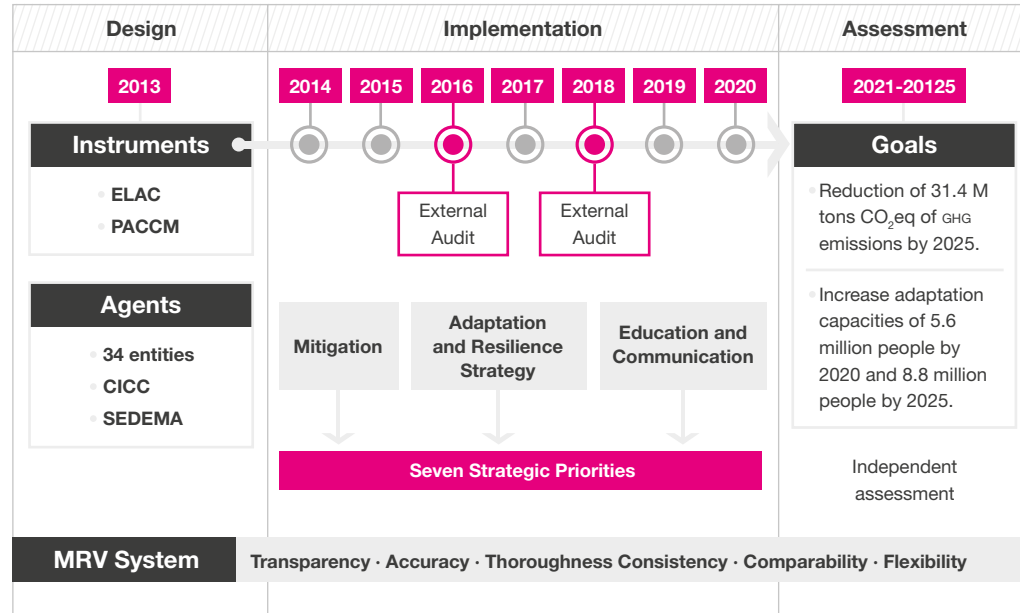 Design
Implementation
Assessment
2013
2014
2015
2016
2017
2018
2019
2020
2021-20125
Instruments
• ELAC
• PACCM
External
Audit
External
Audit
Goals
• Reduction of 31.4 M
tons CO₂eq of GHG
emissions by 2025.
• Increase adaptation
capacities of 5.6
million people by
2020 and 8.8 million
people by 2025.
Agents
• 34 entities
• CICC
• SEDEMA
Mitigation
Adaptation
and Resilience
Strategy
Education and
Communication
Seven Strategic Priorities
Independent
assessment
MRV System
Transparency · Accuracy · Thoroughness Consistency · Comparability · Flexibility